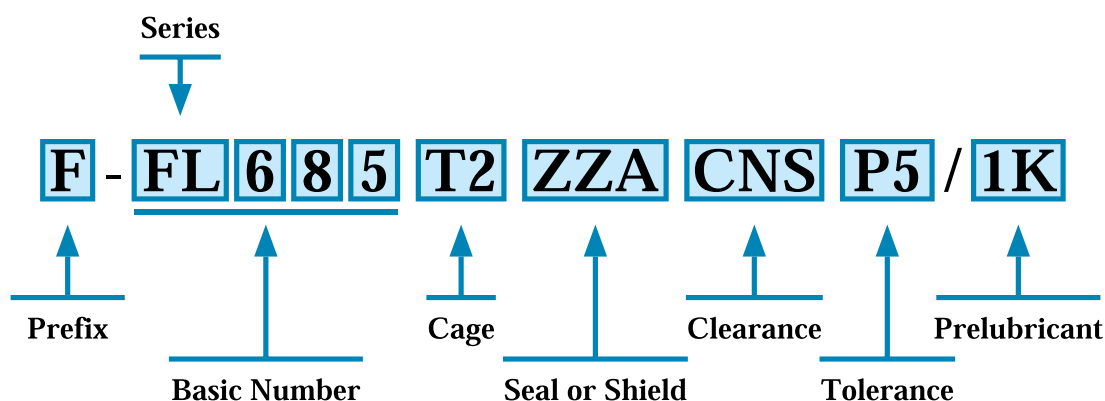 Series
F - FL 6 8 5 T2 ZZA CNS P5 / 1K
Prefix Cage Clearance Prelubricant
Basic Number Seal or Shield Tolerance